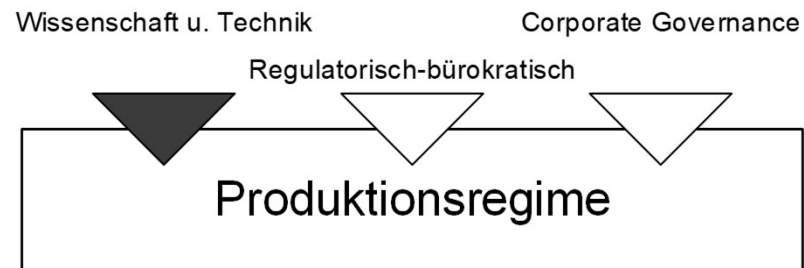 Wissenschaft u. Technik
Corporate Governance
Regulatorisch-bürokratisch
Produktionsregime